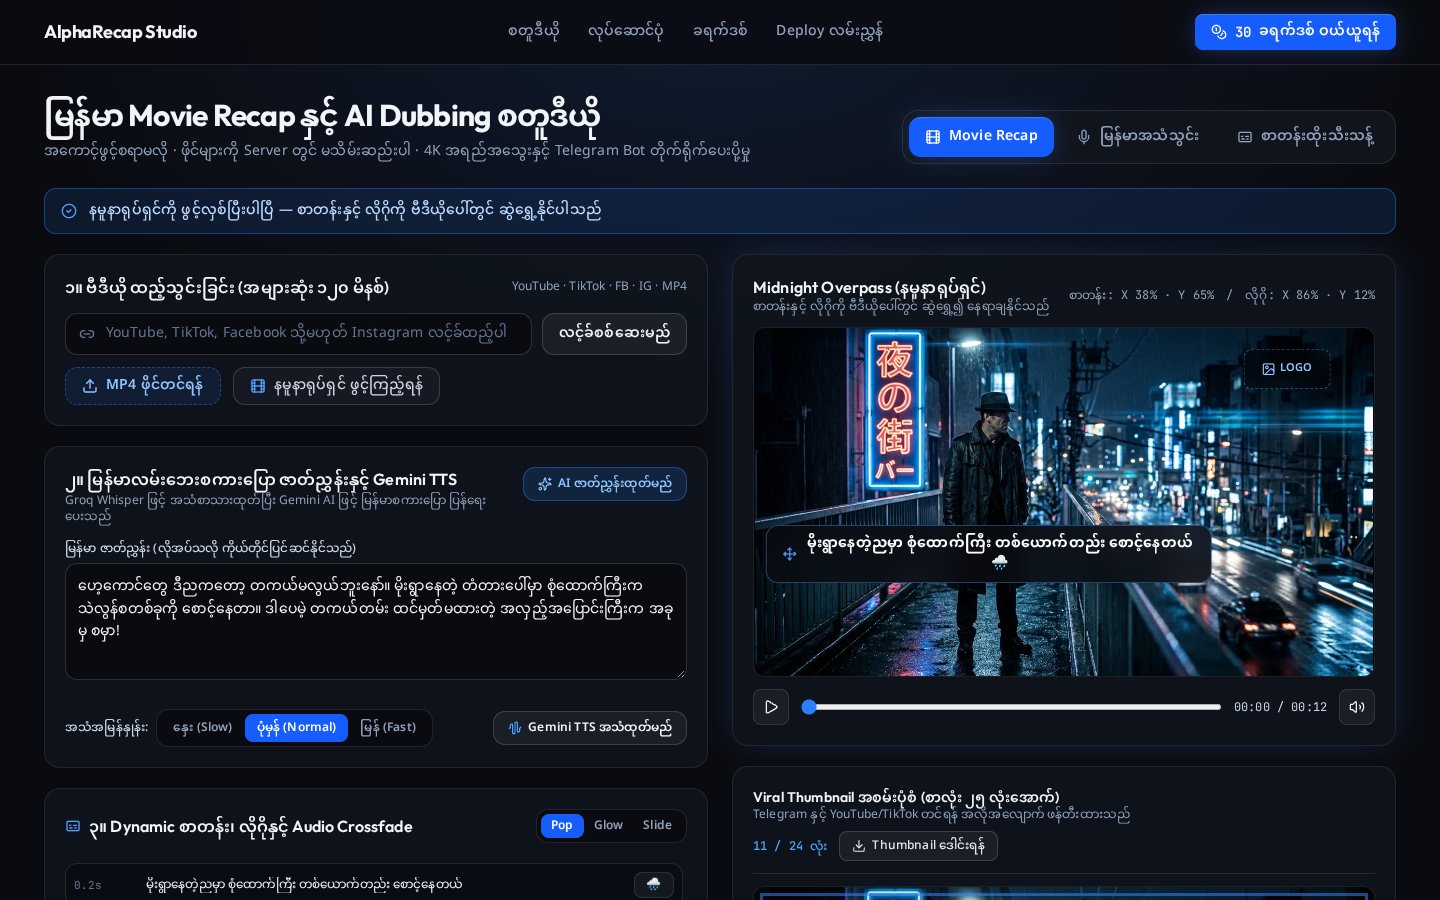 AlphaRecap Studio
စတူဒီယို
လုပ်ဆောင်ပုံ
ခရက်ဒစ်
Deploy လမ်းညွှန်
30 ခရက်ဒစ် ဝယ်ယူရန်
မြန်မာ Movie Recap နှင့် AI Dubbing စတူဒီယို
အကောင့်ဖွင့်စရာမလို · ဖိုင်များကို Server တွင် မသိမ်းဆည်းပါ · 4K အရည်အသွေးနှင့် Telegram Bot တိုက်ရိုက်ပေးပို့မှု
Movie Recap
မြန်မာအသံသွင်း
စာတန်းထိုးသီးသန့်
နမူနာရုပ်ရှင်ကို ဖွင့်လှစ်ပြီးပါပြီ — စာတန်းနှင့် လိုဂိုကို ဗီဒီယိုပေါ်တွင် ဆွဲရွှေ့နိုင်ပါသည်
၁။ ဗီဒီယို ထည့်သွင်းခြင်း (အများဆုံး ၁၂၀ မိနစ်)
YouTube · TikTok · FB · IG · MP4
YouTube, TikTok, Facebook သို့မဟုတ် Instagram လင့်ခ်ထည့်ပါ
လင့်ခ်စစ်ဆေးမည်
MP4 ဖိုင်တင်ရန်
နမူနာရုပ်ရှင် ဖွင့်ကြည့်ရန်
၂။ မြန်မာလမ်းဘေးစကားပြော ဇာတ်ညွှန်းနှင့် Gemini TTS
Groq Whisper ဖြင့် အသံစာသားထုတ်ပြီး Gemini AI ဖြင့် မြန်မာစကားပြော ပြန်ရေး
ပေးသည်
AI ဇာတ်ညွှန်းထုတ်မည်
မြန်မာ ဇာတ်ညွှန်း (လိုအပ်သလို ကိုယ်တိုင်ပြင်ဆင်နိုင်သည်)
ဟေ့ကောင်တွေ ဒီညကတော့ တကယ်မလွယ်ဘူးနော်။ မိုးရွာနေတဲ့ တံတားပေါ်မှာ စုံထောက်ကြီးက
သဲလွန်စတစ်ခုကို စောင့်နေတာ။ ဒါပေမဲ့ တကယ်တမ်း ထင်မှတ်မထားတဲ့ အလှည့်အပြောင်းကြီးက အခု
မှ စမှာ!
အသံအမြန်နှုန်း:
နှေး (Slow)
ပုံမှန် (Normal)
မြန် (Fast)
Gemini TTS အသံထုတ်မည်
၃။ Dynamic စာတန်း၊ လိုဂိုနှင့် Audio Crossfade
Pop
Glow
Slide
0.2s
မိုးရွာနေတဲ့ညမှာ စုံထောက်ကြီး တစ်ယောက်တည်း စောင့်နေတယ်
Midnight Overpass (နမူနာရုပ်ရှင်)
စာတန်းနှင့် လိုဂိုကို ဗီဒီယိုပေါ်တွင် ဆွဲရွှေ့၍ နေရာချနိုင်သည်
စာတန်း: X 38% · Y 65% / လိုဂို: X 86% · Y 12%
夜の街
バー
LOGO
မိုးရွာနေတဲ့ညမှာ စုံထောက်ကြီး တစ်ယောက်တည်း စောင့်နေတယ်
🌧️
00:00 / 00:12
Viral Thumbnail အစမ်းပုံစံ (စာလုံး ၂၅ လုံးအောက်)
Telegram နှင့် YouTube/TikTok တင်ရန် အလိုအလျောက် ဖန်တီးထားသည်
11 / 24 လုံး
Thumbnail ဒေါင်းရန်